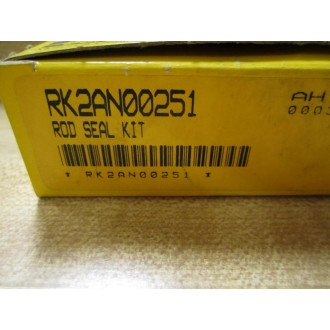 RK2AN00251
ROD SEAL KIT
* RK2AN00251 *
AH